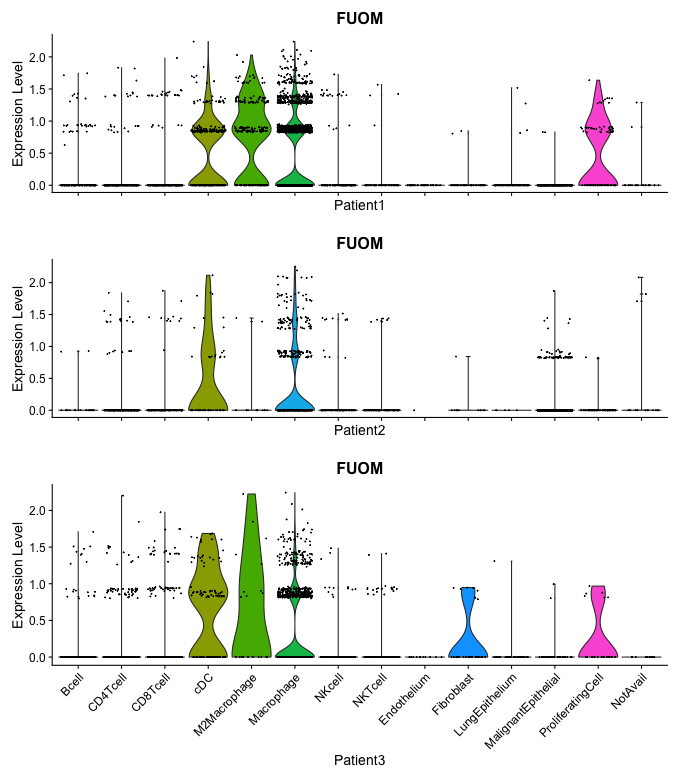 FUOM
Expression Level
2.0
1.5
1.0
0.5
0.0
Patient1
FUOM
Expression Level
2.0
1.5
1.0
0.5
0.0
Patient2
FUOM
Expression Level
2.0
1.5
1.0
0.5
0.0
Bcell
CD4Tcell
CD8Tcell
cDC
M2Macrophage
Macrophage
NKcell
NKTcell
Endothelium
Fibroblast
LungEpithelium
MalignantEpithelial
ProliferatingCell
NotAvail
Patient3